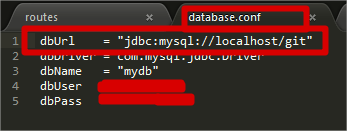 routes database.conf
1 dbUrl = "jdbc:mysql://localhost/git"
dbDriver = com.mysql.jdbc.Driver
3 dbName = "mydb"
4 dbUser
5 dbPass